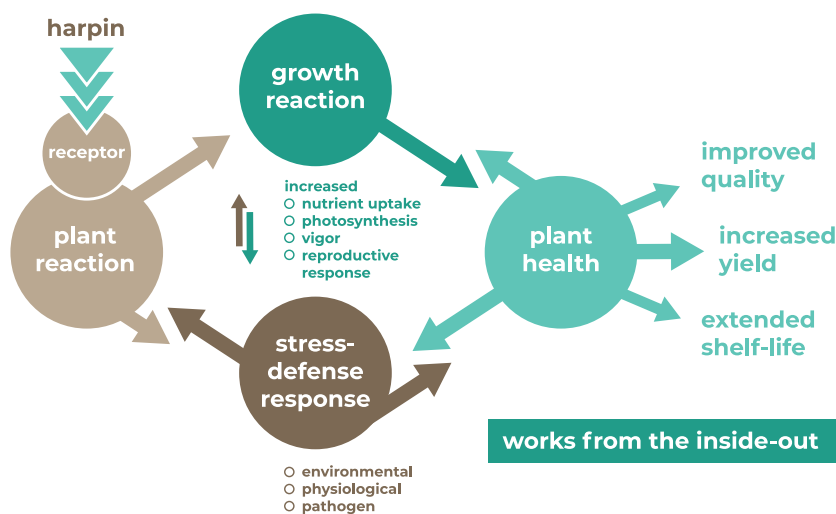 harpin
receptor
plant
reaction
growth
reaction
increased
○ nutrient uptake
○ photosynthesis
○ vigor
○ reproductive
response
stress-
defense
response
○ environmental
○ physiological
○ pathogen
plant
health
improved
quality
increased
yield
extended
shelf-life
works from the inside-out